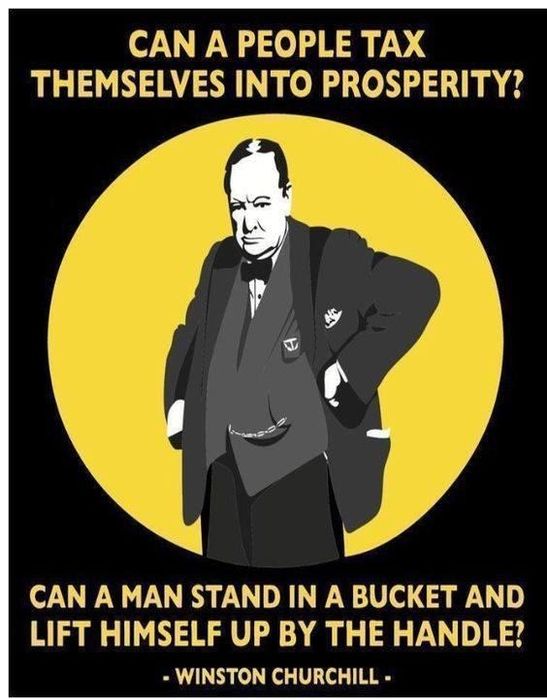 CAN A PEOPLE TAX
THEMSELVES INTO PROSPERITY?
CAN A MAN STAND IN A BUCKET AND
LIFT HIMSELF UP BY THE HANDLE?
- WINSTON CHURCHILL -